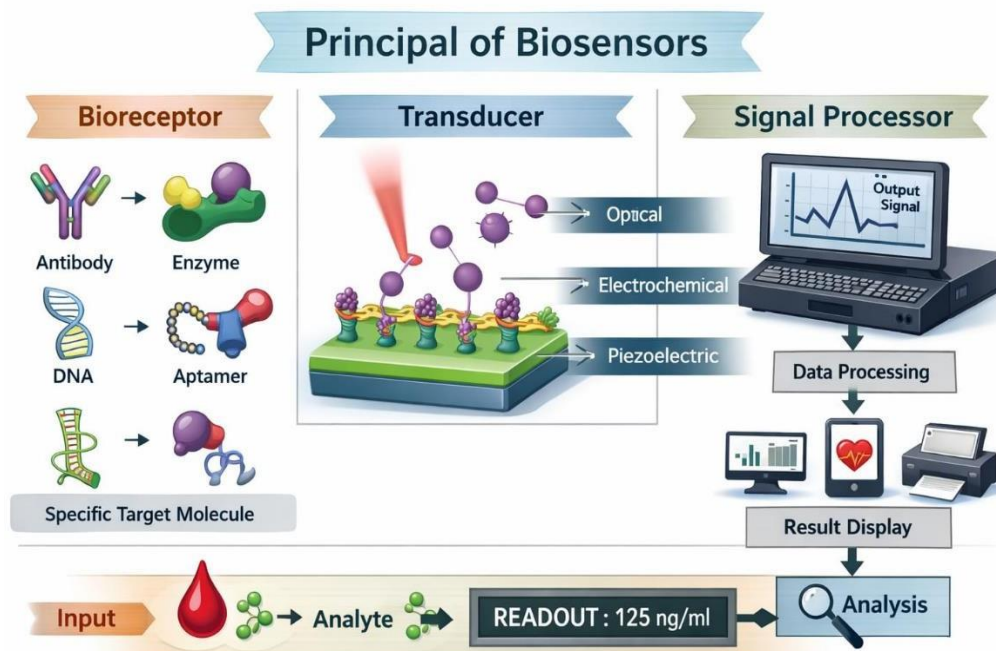 Principal of Biosensors
Bioreceptor
Antibody
Enzyme
DNA
Aptamer
Specific Target Molecule
Transducer
Optical
Electrochemical
Piezoelectric
Signal Processor
Output
Signal
Data Processing
Result Display
Input
Analyte
READOUT : 125 ng/ml
Analysis